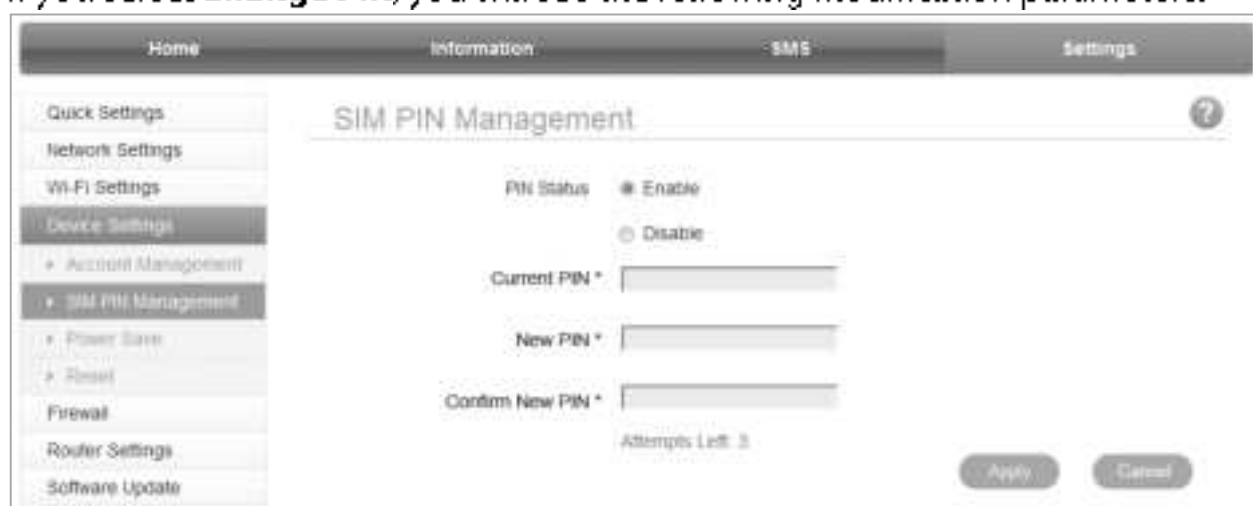 Home Information SMS Settings
Quick Settings
Network Settings
Wi-Fi Settings
Device Settings
Account Management
SIM PIN Management
Power Save
Reset
Firewall
Router Settings
Software Update
SIM PIN Management
?
PIN Status Enable
Disable
Current PIN *
New PIN *
Confirm New PIN *
Attempts Left: 3
Apply Cancel